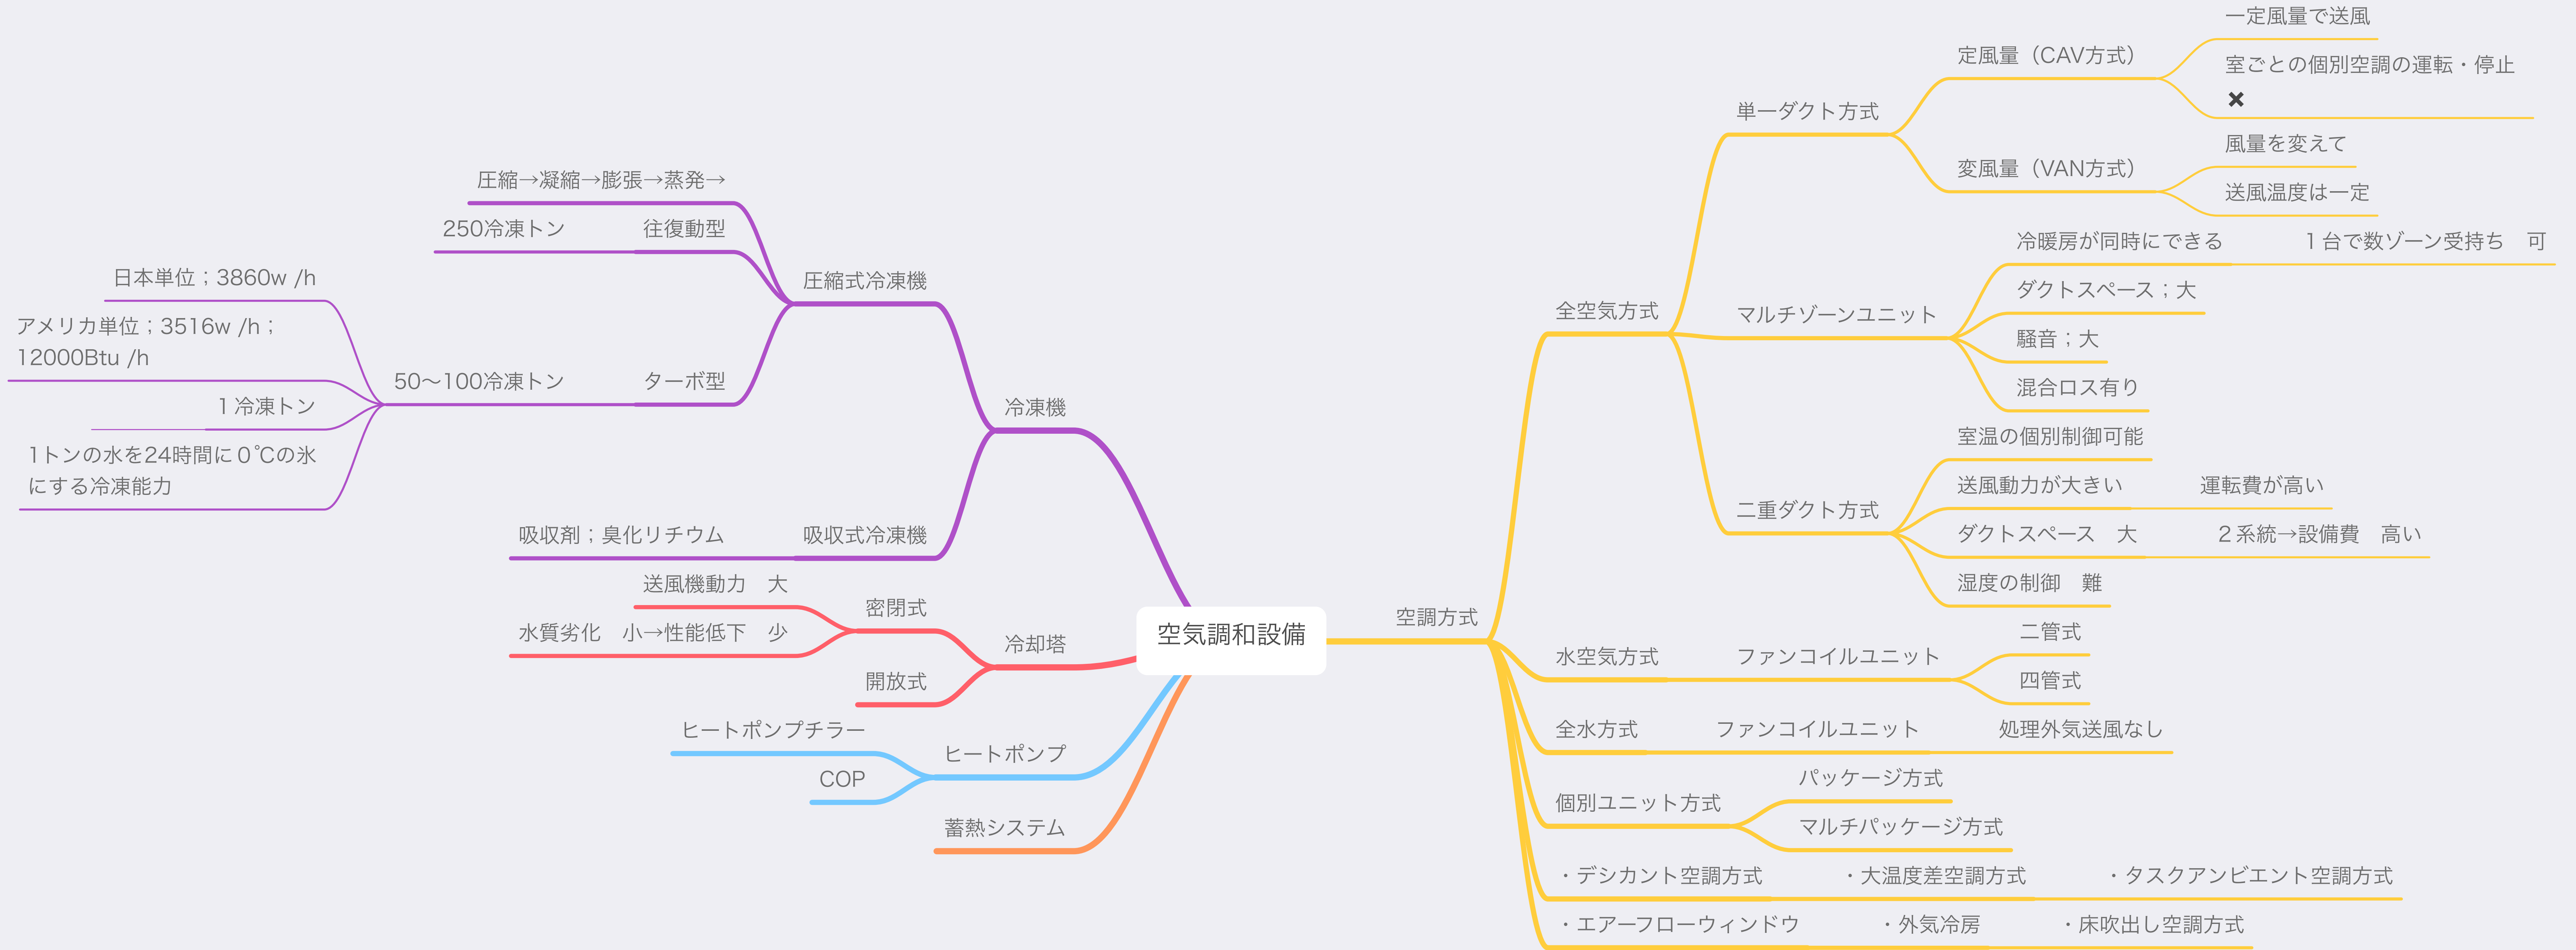 空気調和設備
空調方式
全空気方式
単一ダクト方式
定風量（CAV方式）
一定風量で送風
室ごとの個別空調の運転・停止
✖
変風量（VAN方式）
風量を変えて
送風温度は一定
マルチゾーンユニット
冷暖房が同時にできる
１台で数ゾーン受持ち　可
ダクトスペース；大
騒音；大
混合ロス有り
二重ダクト方式
室温の個別制御可能
送風動力が大きい
運転費が高い
ダクトスペース　大
２系統→設備費　高い
湿度の制御　難
水空気方式
ファンコイルユニット
二管式
四管式
全水方式
ファンコイルユニット
処理外気送風なし
個別ユニット方式
パッケージ方式
マルチパッケージ方式
・デシカント空調方式
・大温度差空調方式
・タスクアンビエント空調方式
・エアーフローウィンドウ
・外気冷房
・床吹出し空調方式
冷凍機
圧縮式冷凍機
圧縮→凝縮→膨張→蒸発→
往復動型
250冷凍トン
ターボ型
50〜100冷凍トン
日本単位；3860w /h
アメリカ単位；3516w /h；
12000Btu /h
１冷凍トン
1トンの水を24時間に０℃の氷
にする冷凍能力
吸収式冷凍機
吸収剤；臭化リチウム
冷却塔
密閉式
送風機動力　大
水質劣化　小→性能低下　少
開放式
ヒートポンプ
ヒートポンプチラー
COP
蓄熱システム